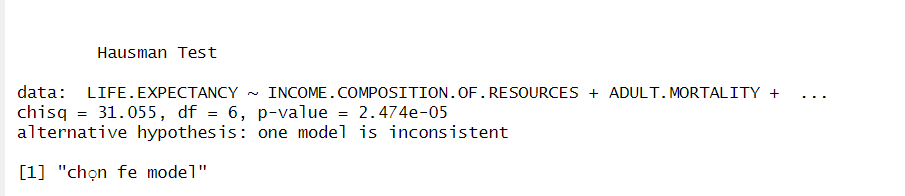 Hausman Test
data:  LIFE.EXPECTANCY ~ INCOME.COMPOSITION.OF.RESOURCES + ADULT.MORTALITY +  ...
chisq = 31.055, df = 6, p-value = 2.474e-05
alternative hypothesis: one model is inconsistent
[1] "chọn fe model"